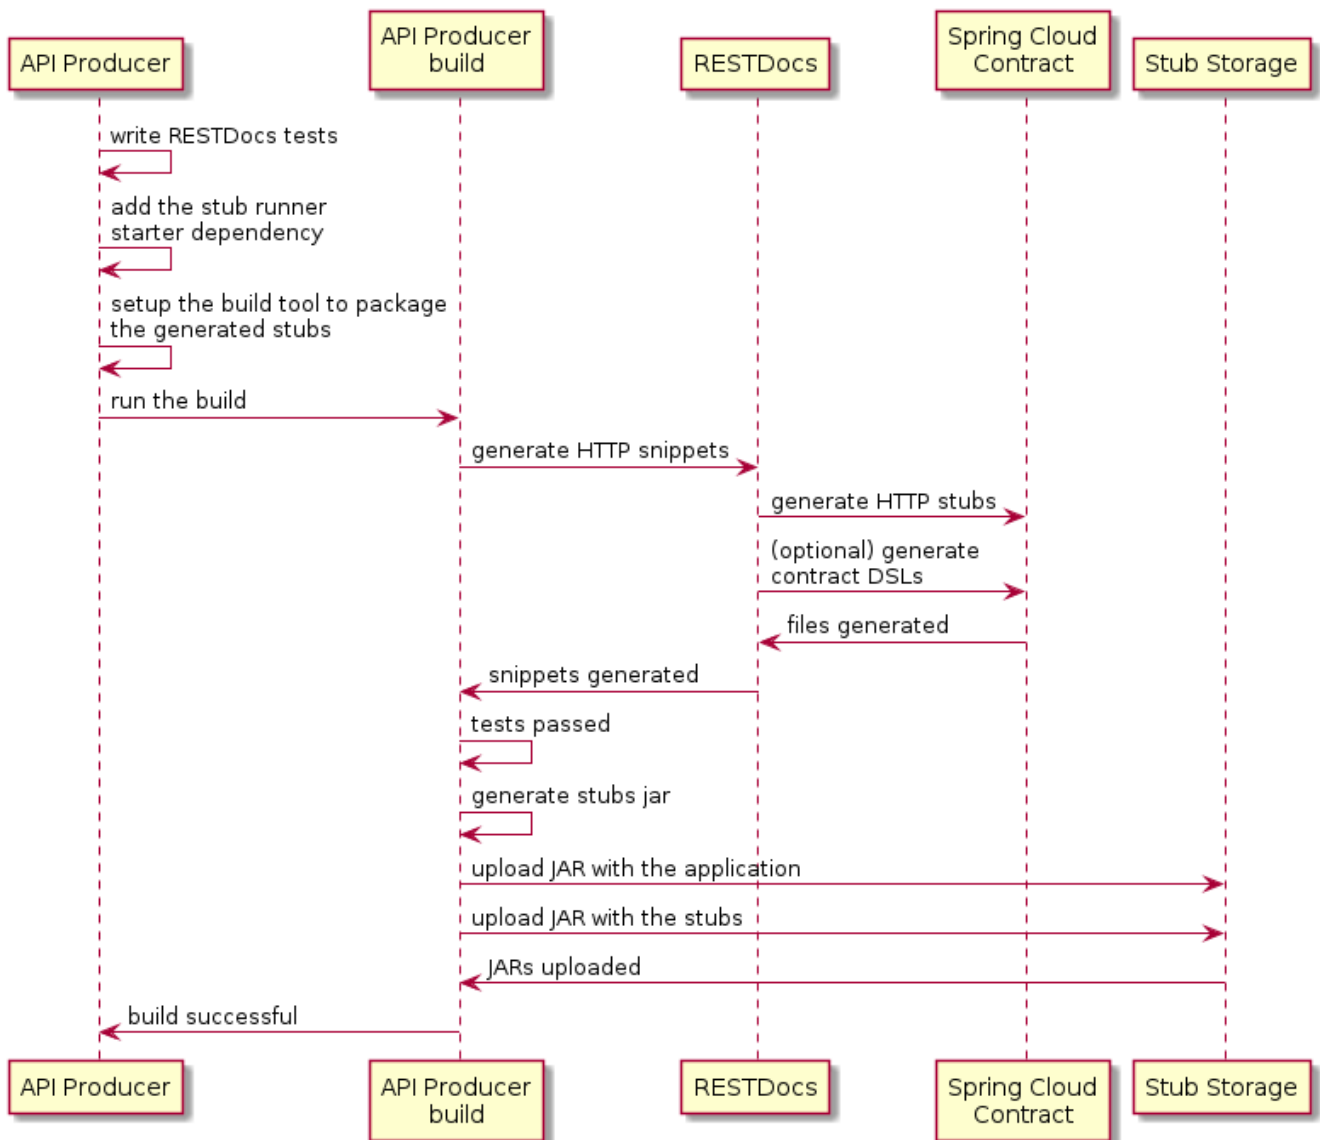 API Producer
API Producer
build
RESTDocs
Spring Cloud
Contract
Stub Storage
write RESTDocs tests
add the stub runner
starter dependency
setup the build tool to package
the generated stubs
run the build
generate HTTP snippets
generate HTTP stubs
(optional) generate
contract DSLs
files generated
snippets generated
tests passed
generate stubs jar
upload JAR with the application
upload JAR with the stubs
JARs uploaded
build successful
API Producer
API Producer
build
RESTDocs
Spring Cloud
Contract
Stub Storage